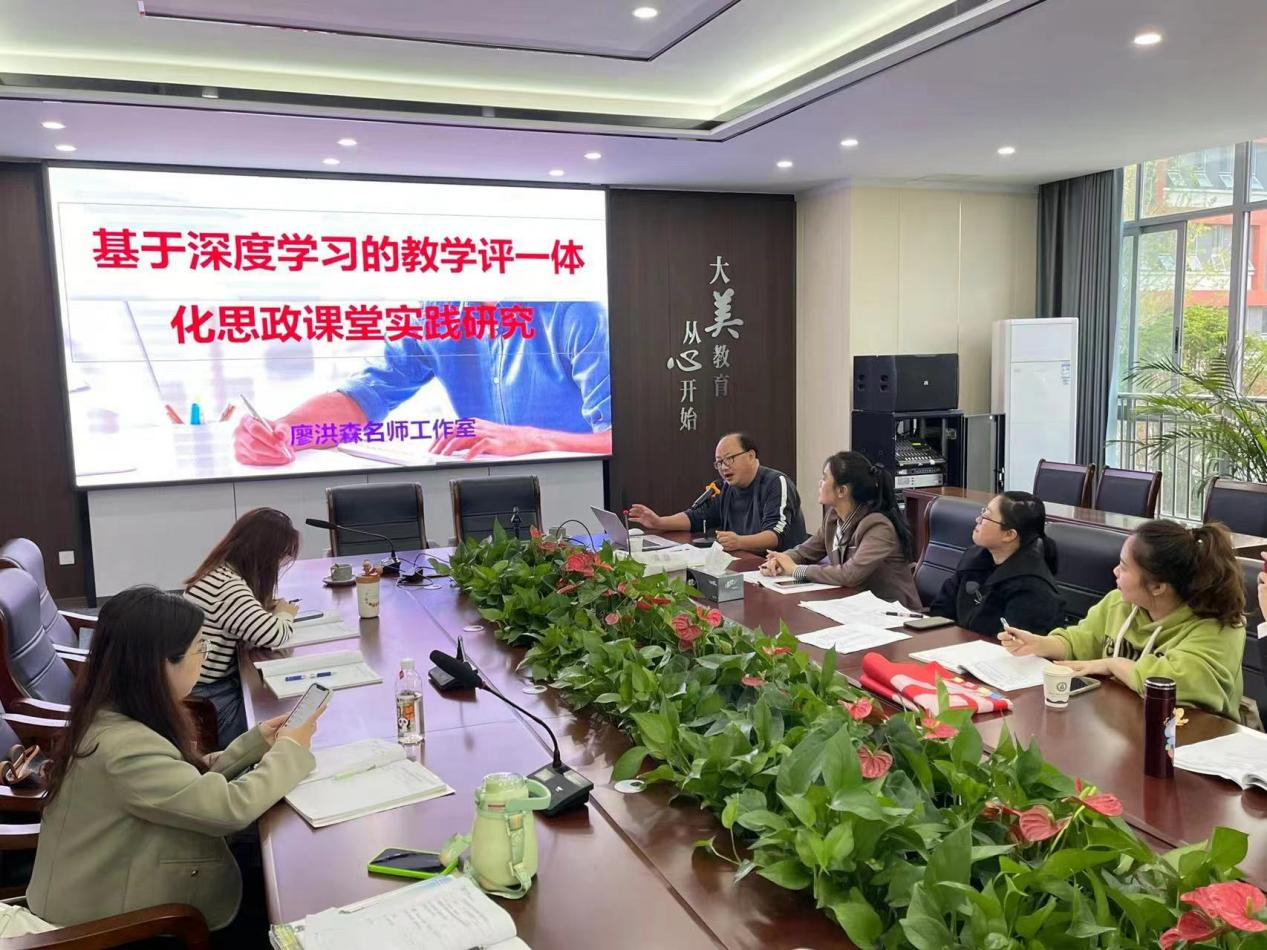 基于深度学习的教学评一体
化思政课堂实践研究
廖洪森名师工作室
大美教育
从心开始